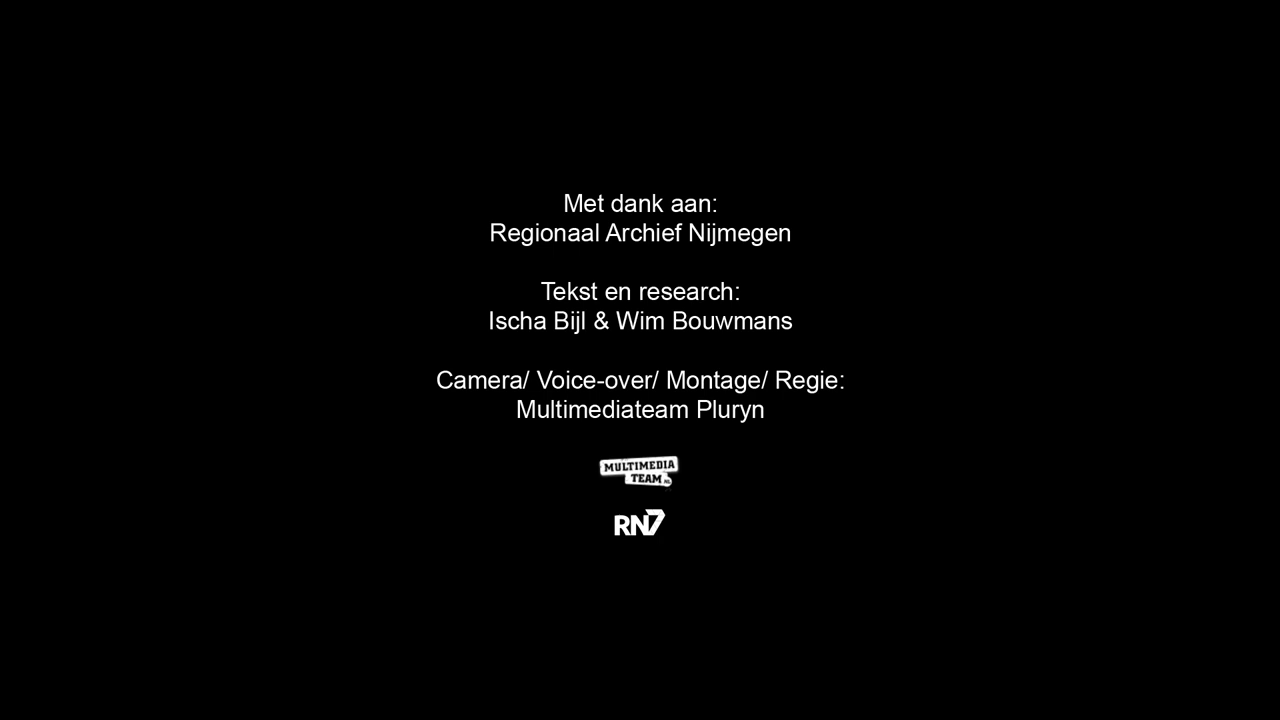 Met dank aan:
Regionaal Archief Nijmegen
Tekst en research:
Ischa Bijl & Wim Bouwmans
Camera/ Voice-over/ Montage/ Regie:
Multimediateam Pluryn
MULTIMEDIA
TEAM.NL
RN7